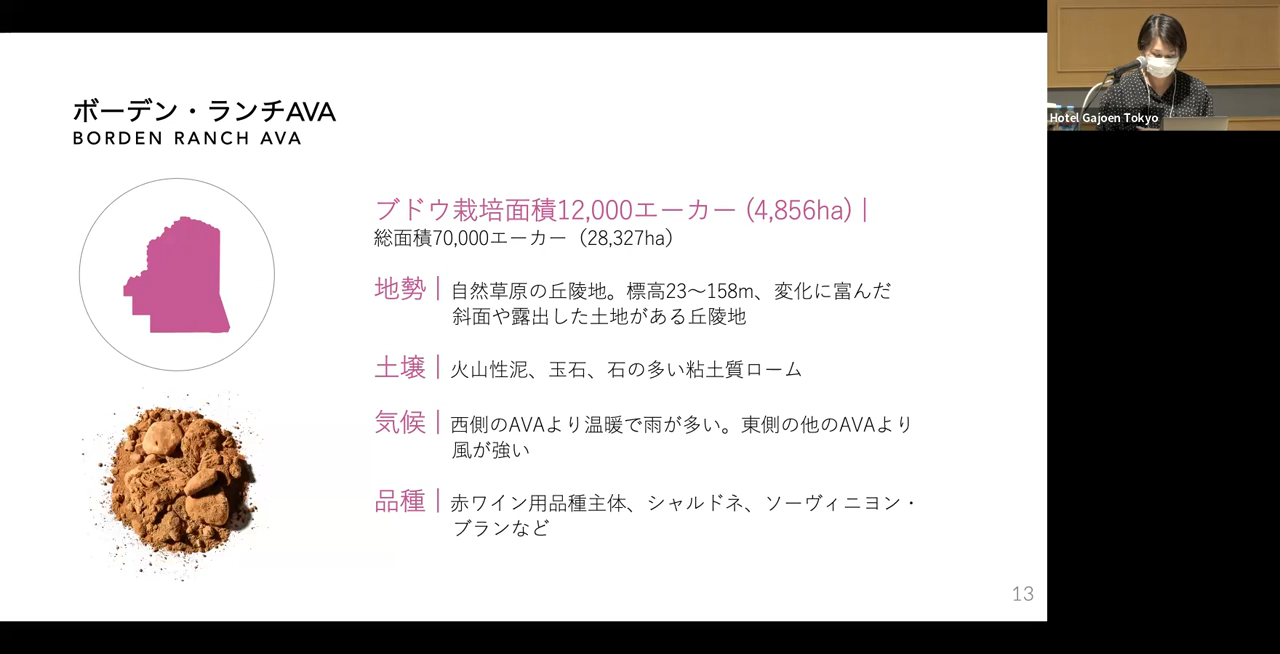 ボーデン・ランチAVA
BORDEN RANCH AVA
ブドウ栽培面積12,000エーカー (4,856ha) |
総面積70,000エーカー（28,327ha）
地勢 | 自然草原の丘陵地。標高23〜158m、変化に富んだ
斜面や露出した土地がある丘陵地
土壌 | 火山性泥、玉石、石の多い粘土質ローム
気候 | 西側のAVAより温暖で雨が多い。東側の他のAVAより
風が強い
品種 | 赤ワイン用品種主体、シャルドネ、ソーヴィニヨン・
ブランなど
13
Hotel Gajoen Tokyo